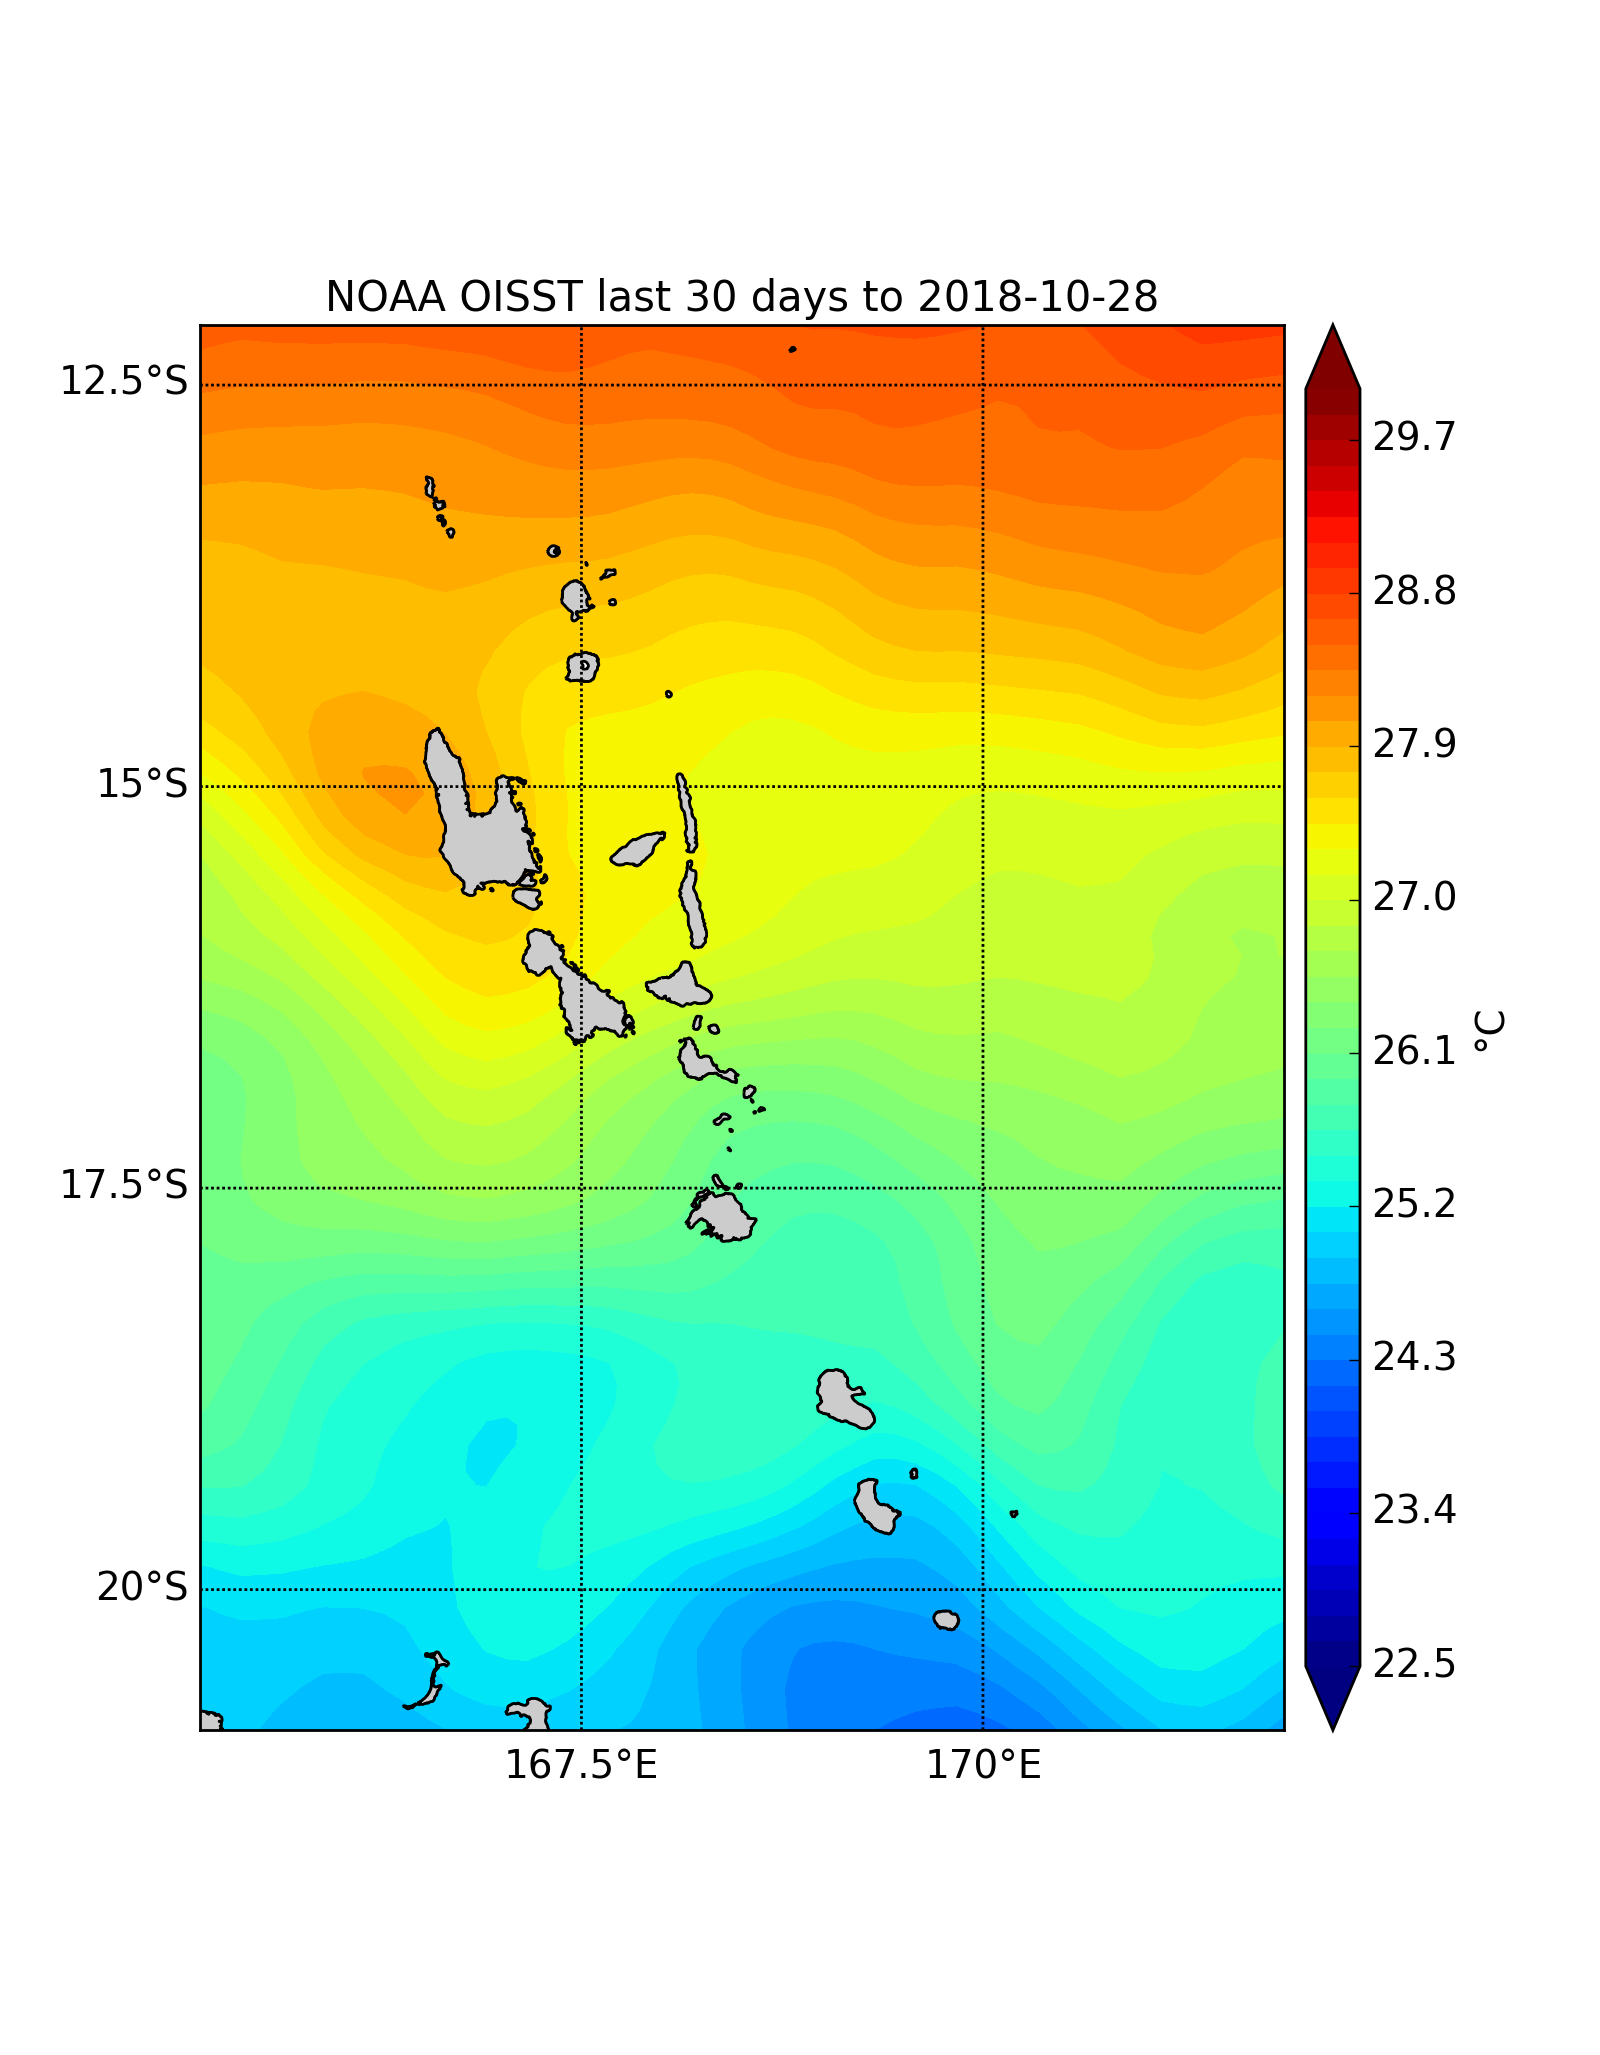 NOAA OISST last 30 days to 2018-10-28
12.5°S
15°S
17.5°S
20°S
167.5°E
170°E
29.7
28.8
27.9
27.0
26.1
25.2
24.3
23.4
22.5
°C